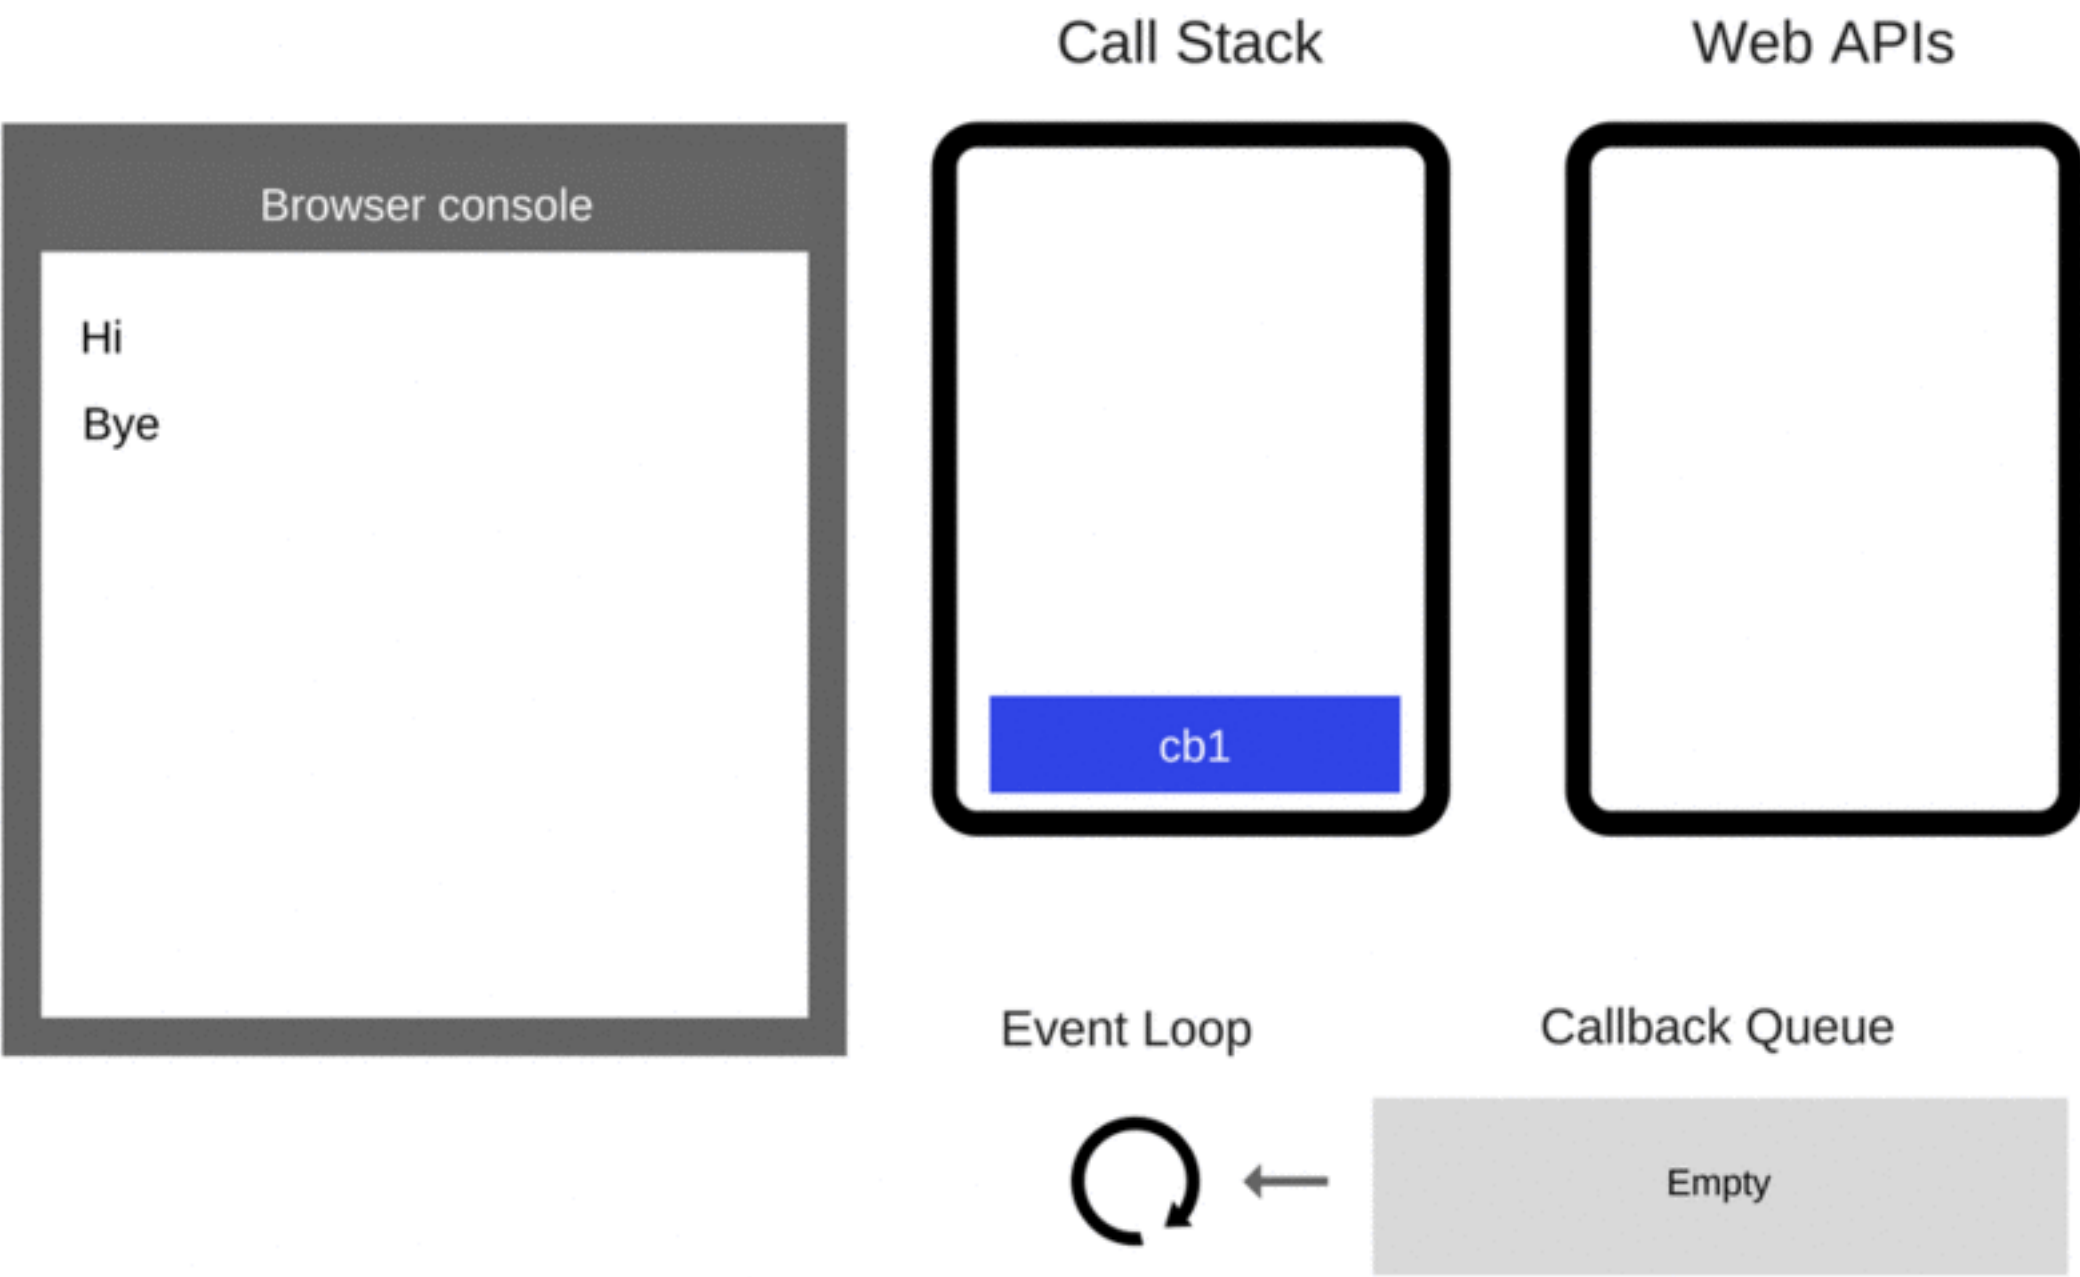 Call Stack
Web APIs
Browser console
Hi
Bye
cb1
Event Loop
Callback Queue
Empty